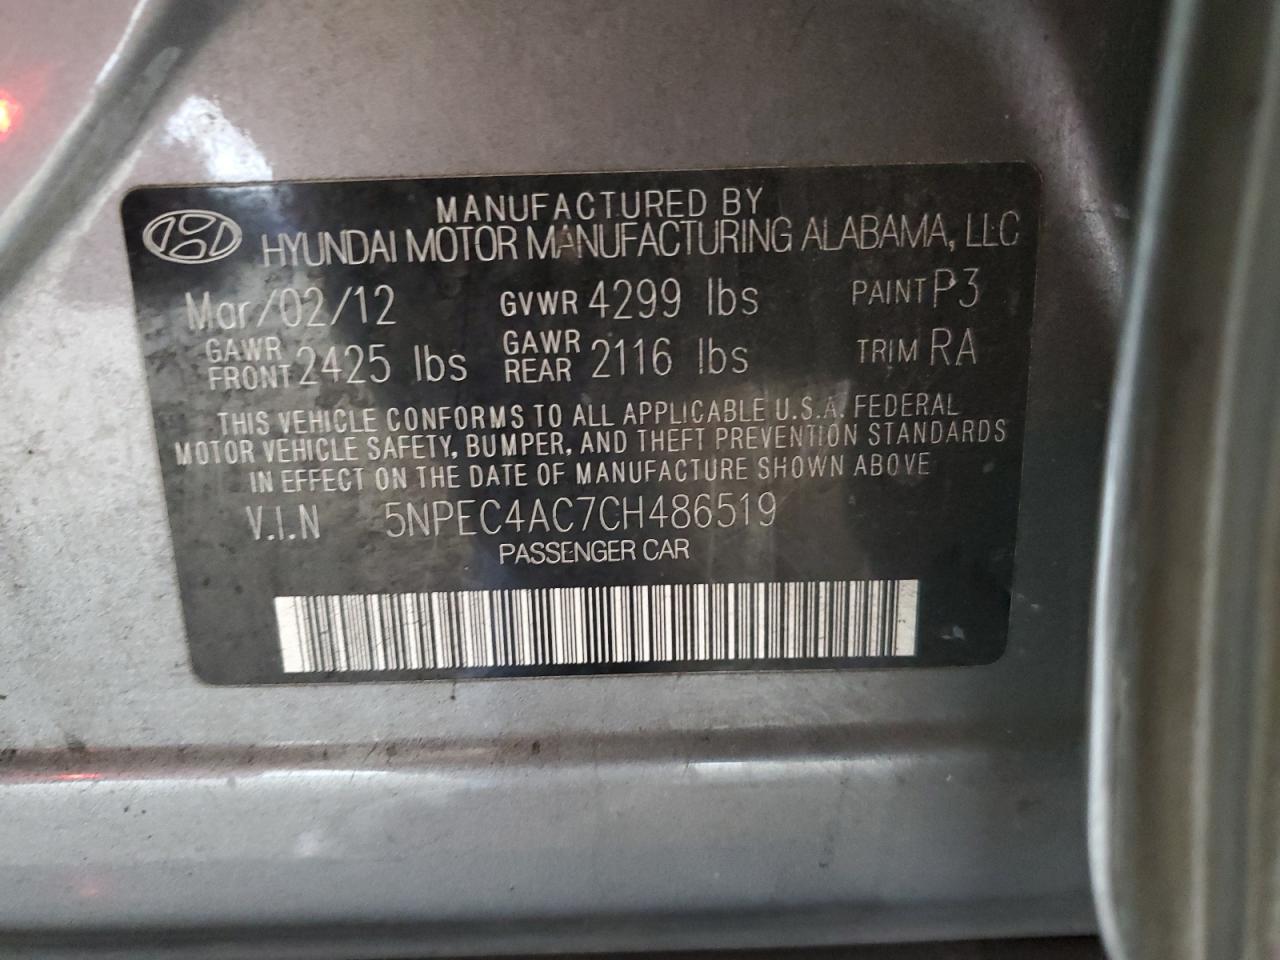 MANUFACTURED BY
HYUNDAI MOTOR MANUFACTURING ALABAMA, LLC
Mar/02/12 GVWR 4299 lbs PAINT P3
GAWR FRONT 2425 lbs GAWR REAR 2116 lbs TRIM RA
THIS VEHICLE CONFORMS TO ALL APPLICABLE U.S.A. FEDERAL
MOTOR VEHICLE SAFETY, BUMPER, AND THEFT PREVENTION STANDARDS
IN EFFECT ON THE DATE OF MANUFACTURE SHOWN ABOVE
V.I.N 5NPEC4AC7CH486519
PASSENGER CAR